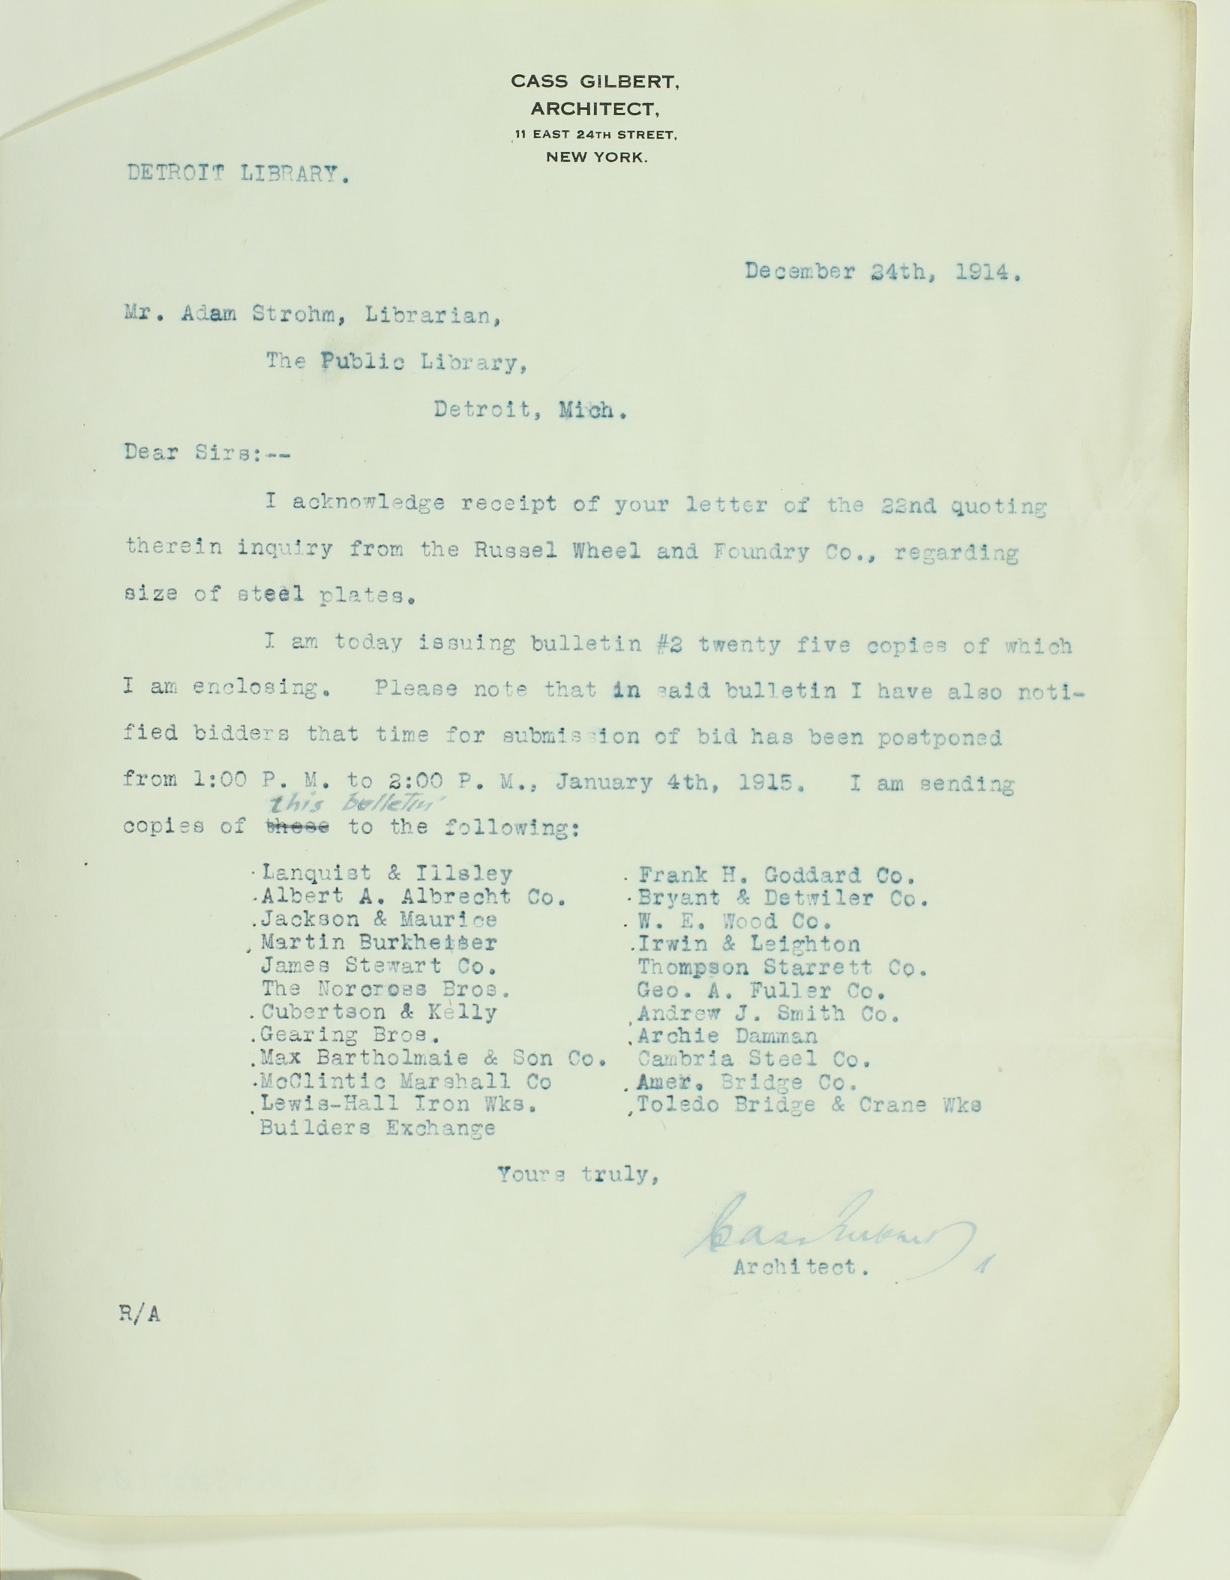 CASS GILBERT,
ARCHITECT,
11 EAST 24TH STREET,
NEW YORK.
DETROIT LIBRARY.
December 24th, 1914.
Mr. Adam Strohm, Librarian,
The Public Library,
Detroit, Mich.
Dear Sirs:--
I acknowledge receipt of your letter of the 22nd quoting
therein inquiry from the Russel Wheel and Foundry Co., regarding
size of steel plates.
I am today issuing bulletin #2 twenty five copies of which
I am enclosing. Please note that in said bulletin I have also noti-
fied bidders that time for submission of bid has been postponed
from 1:00 P. M. to 2:00 P. M., January 4th, 1915. I am sending
this bulletin
copies of these to the following:
Lanquist & Illsley Frank H. Goddard Co.
Albert A. Albrecht Co. Bryant & Detwiler Co.
Jackson & Maurice W. E. Wood Co.
Martin Burkheiser Irwin & Leighton
James Stewart Co. Thompson Starrett Co.
The Norcross Bros. Geo. A. Fuller Co.
Cubertson & Kelly Andrew J. Smith Co.
Gearing Bros. Archie Damman
Max Bartholmaie & Son Co. Cambria Steel Co.
McClintic Marshall Co Amer. Bridge Co.
Lewis-Hall Iron Wks. Toledo Bridge & Crane Wks
Builders Exchange
Yours truly,
Cass Gilbert
Architect.
R/A